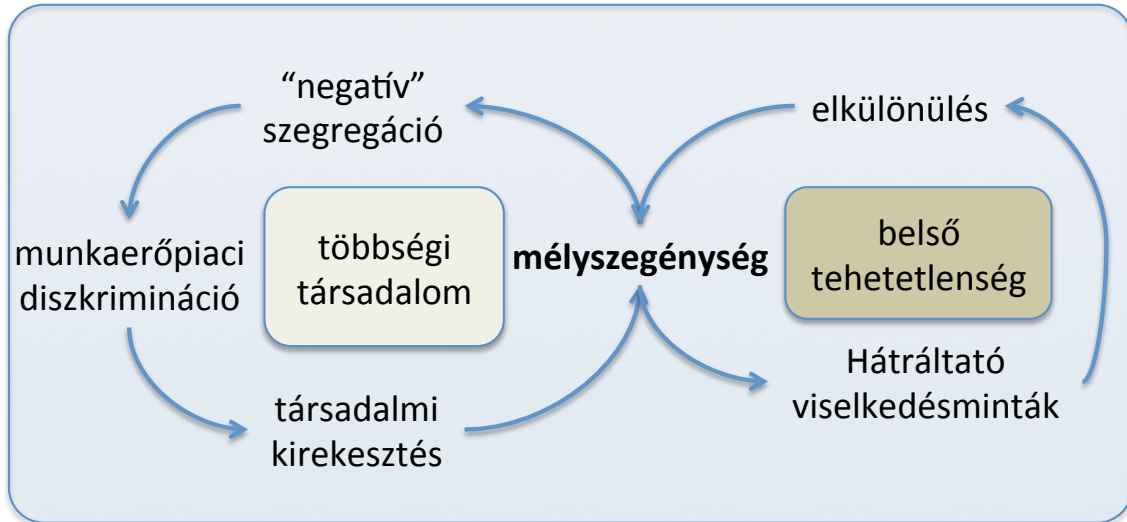 “negatív”
szegregáció
elkülönülés
munkaerőpiaci
diszkrimináció
többségi
társadalom
mélyszegénység
belső
tehetetlenség
társadalmi
kirekesztés
Hátráltató
viselkedésminták